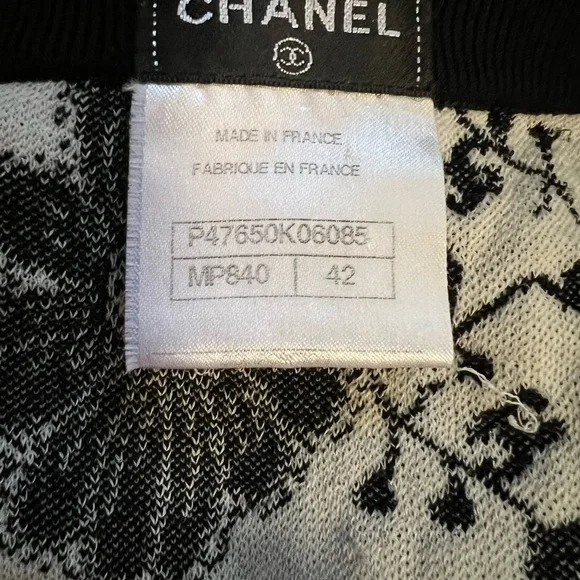 CHANEL
MADE IN FRANCE
FABRIQUE EN FRANCE
P47650K06085
MP840 42